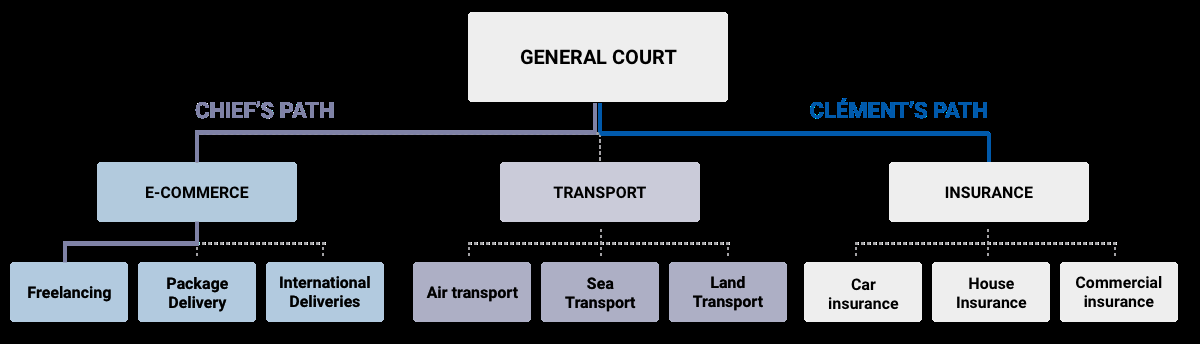 GENERAL COURT
CHIEF'S PATH
CLÉMENT'S PATH
E-COMMERCE
TRANSPORT
INSURANCE
Freelancing
Package
Delivery
International
Deliveries
Air transport
Sea
Transport
Land
Transport
Car
insurance
House
Insurance
Commercial
insurance